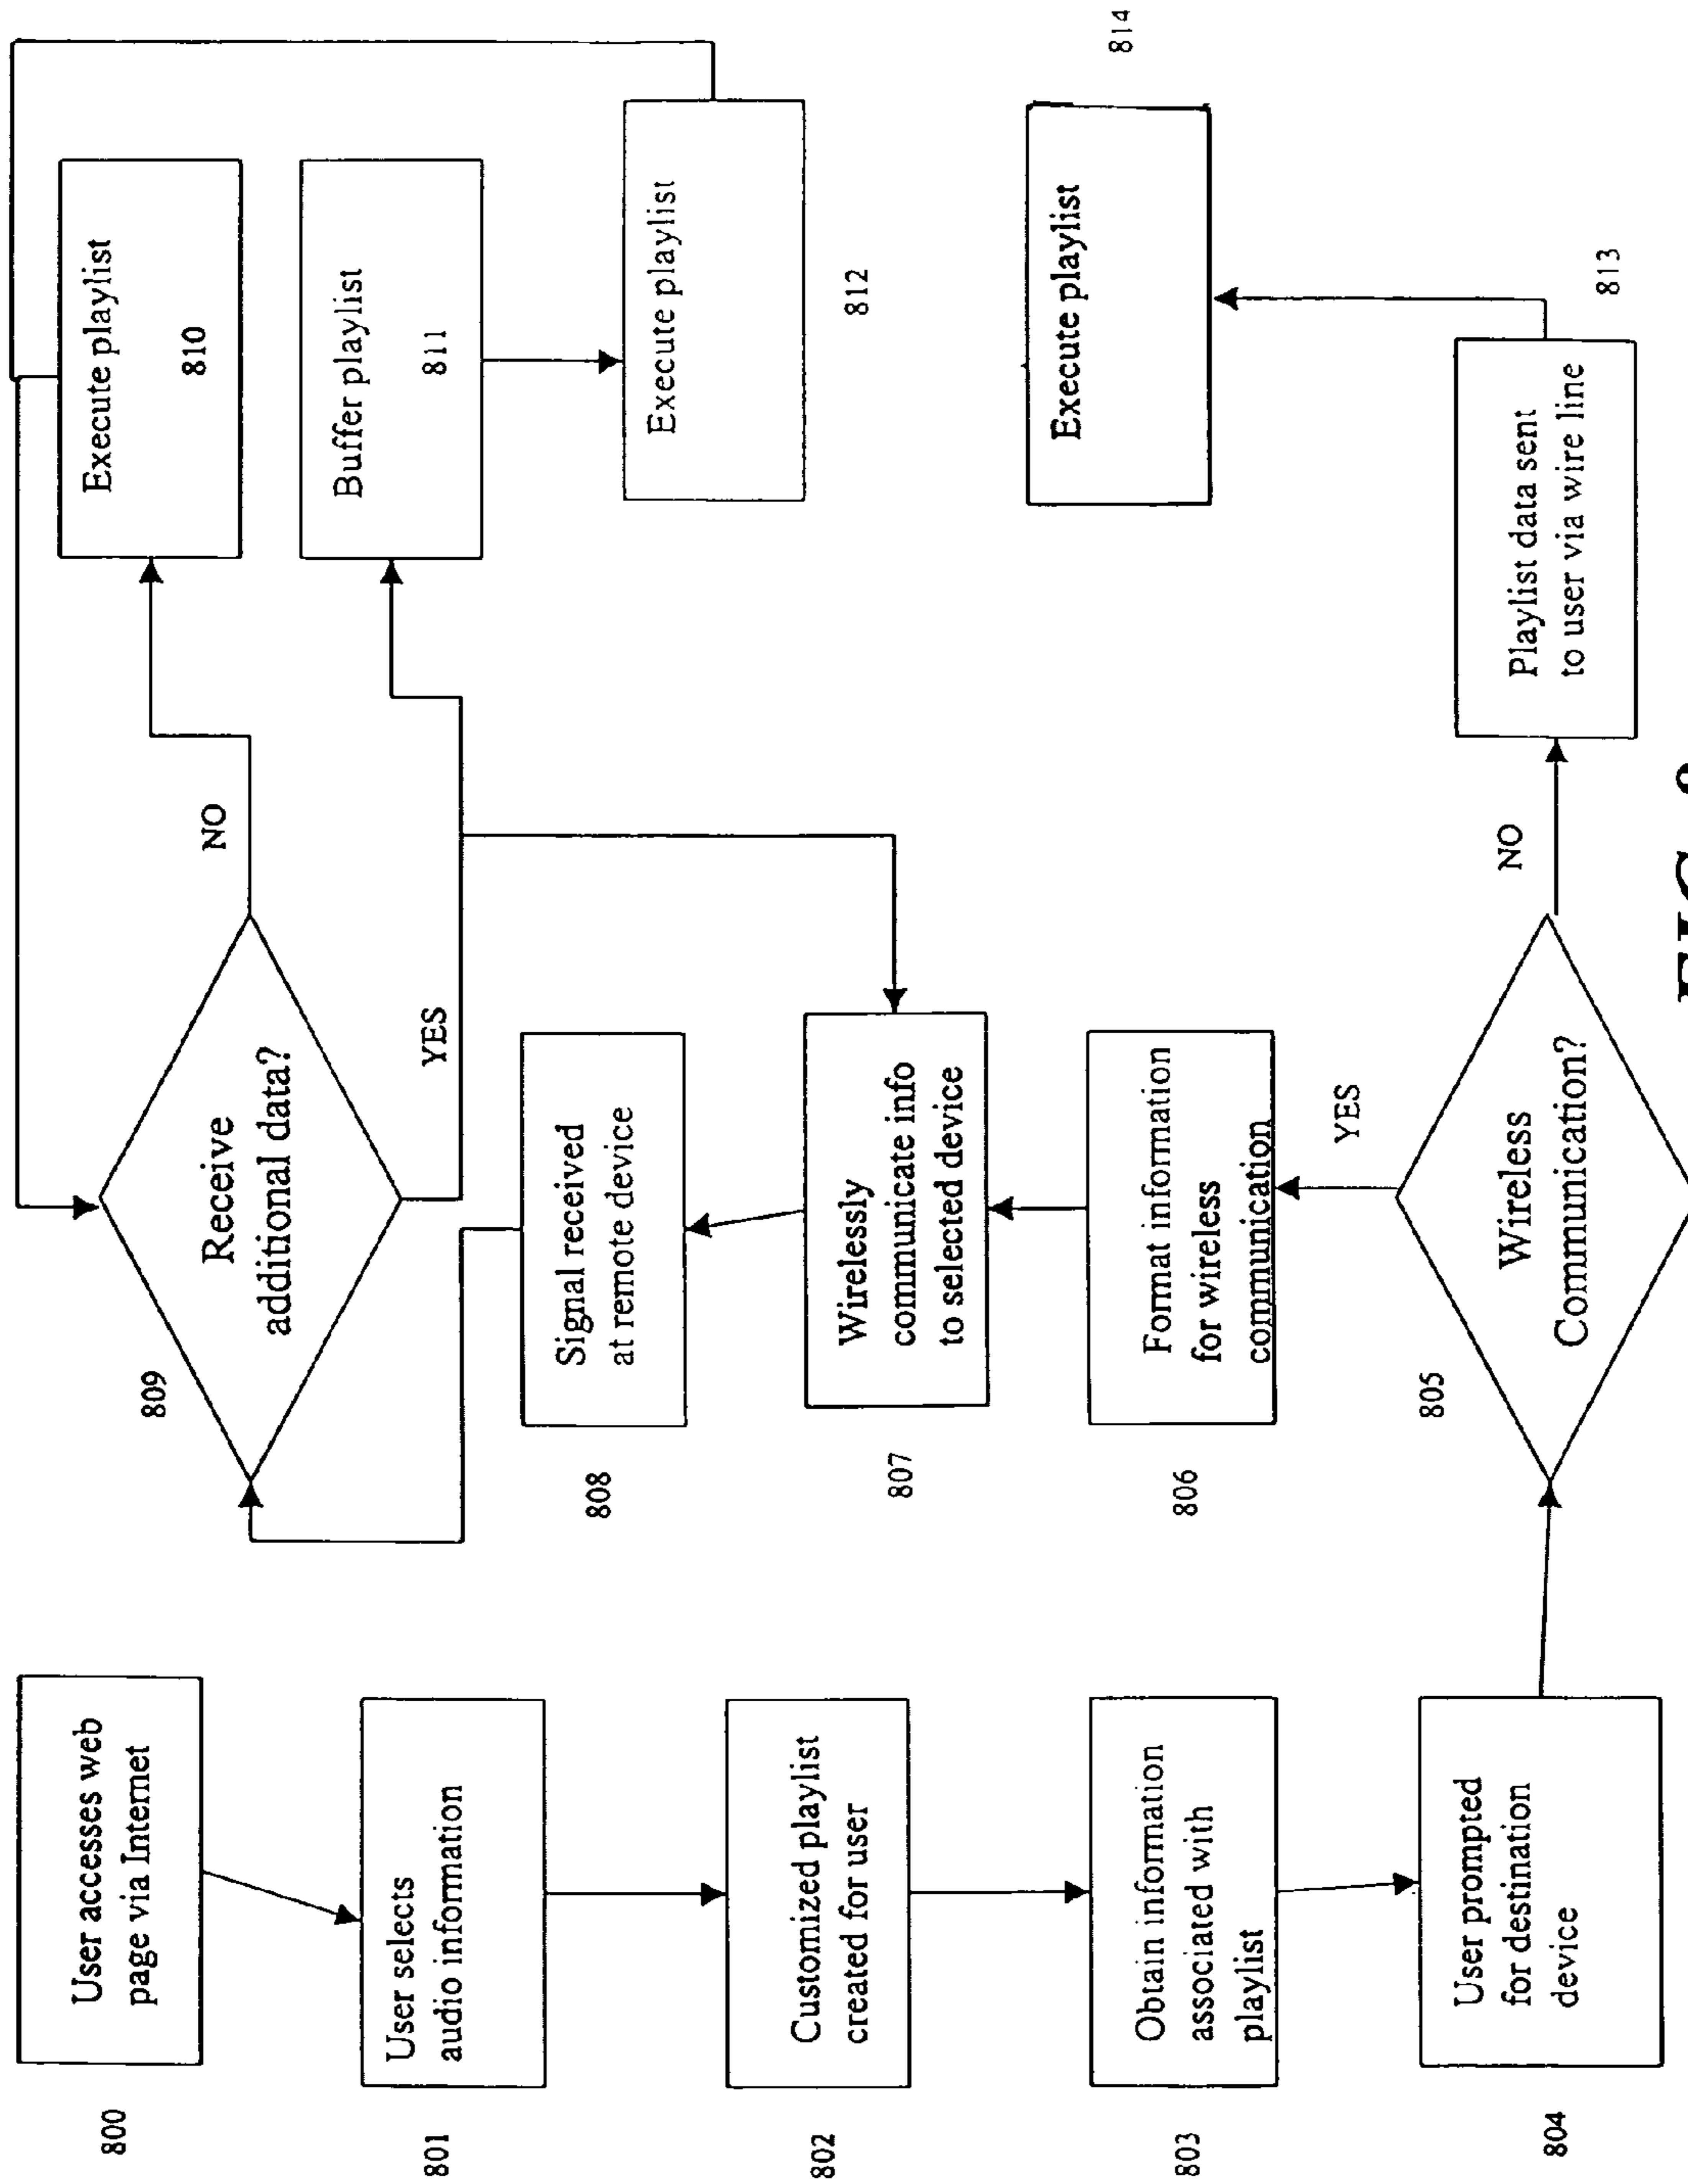 800
User accesses web
page via Internet
801
User selects
audio information
802
Customized playlist
created for user
803
Obtain information
associated with
playlist
804
User prompted
for destination
device
805
Wireless
Communication?
YES
NO
806
Format information
for wireless
communication
807
Wirelessly
communicate info
to selected device
808
Signal received
at remote device
809
Receive
additional data?
NO
YES
Execute playlist
810
Buffer playlist
811
Execute playlist
812
Playlist data sent
to user via wire line
813
Execute playlist
814